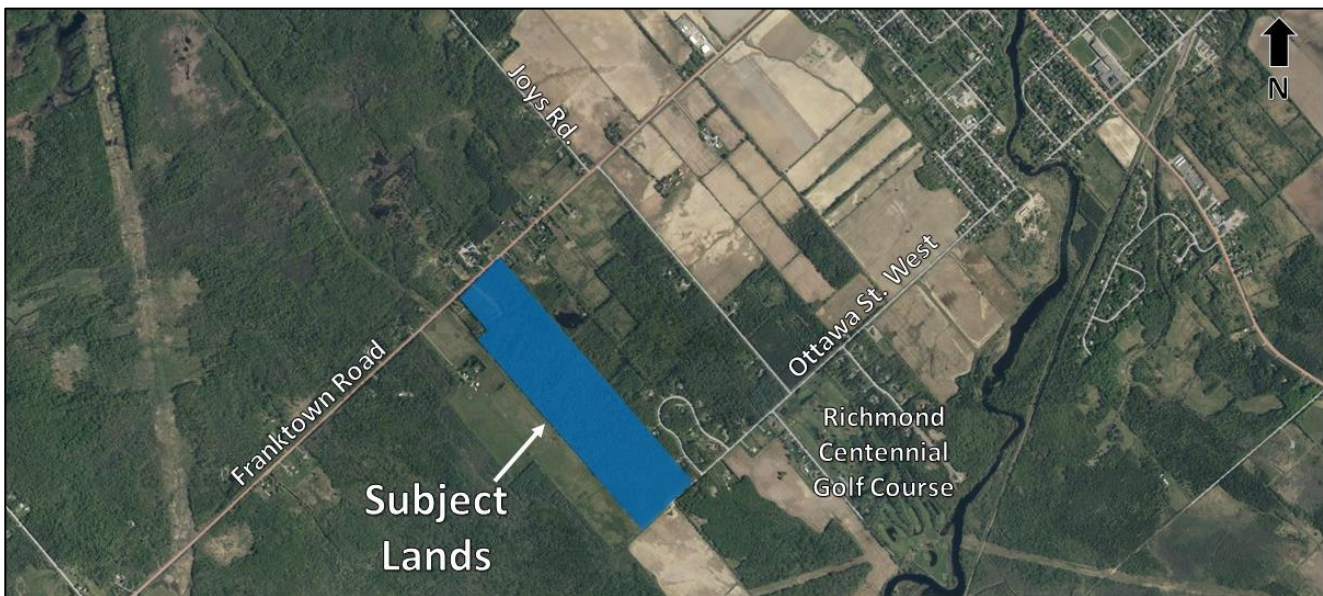 Joys Rd.
N
Ottawa St. West
Franktown Road
Richmond
Centennial
Golf Course
Subject
Lands